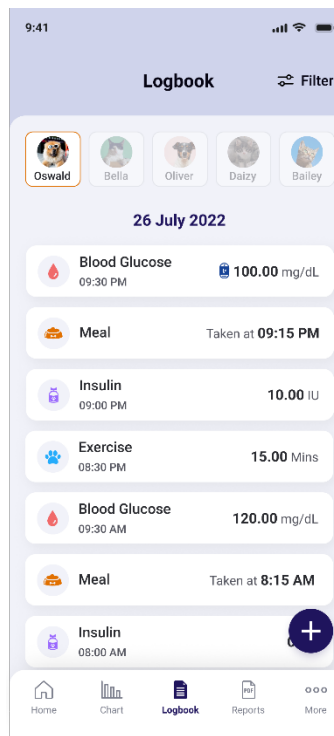 9:41
Logbook
Filter
Oswald
Bella
Oliver
Daizy
Bailey
26 July 2022
Blood Glucose
100.00 mg/dL
09:30 PM
Meal
Taken at 09:15 PM
Insulin
10.00 IU
09:00 PM
Exercise
15.00 Mins
08:30 PM
Blood Glucose
120.00 mg/dL
09:30 AM
Meal
Taken at 8:15 AM
Insulin
08:00 AM
PDF
Home
Chart
Logbook
Reports
More